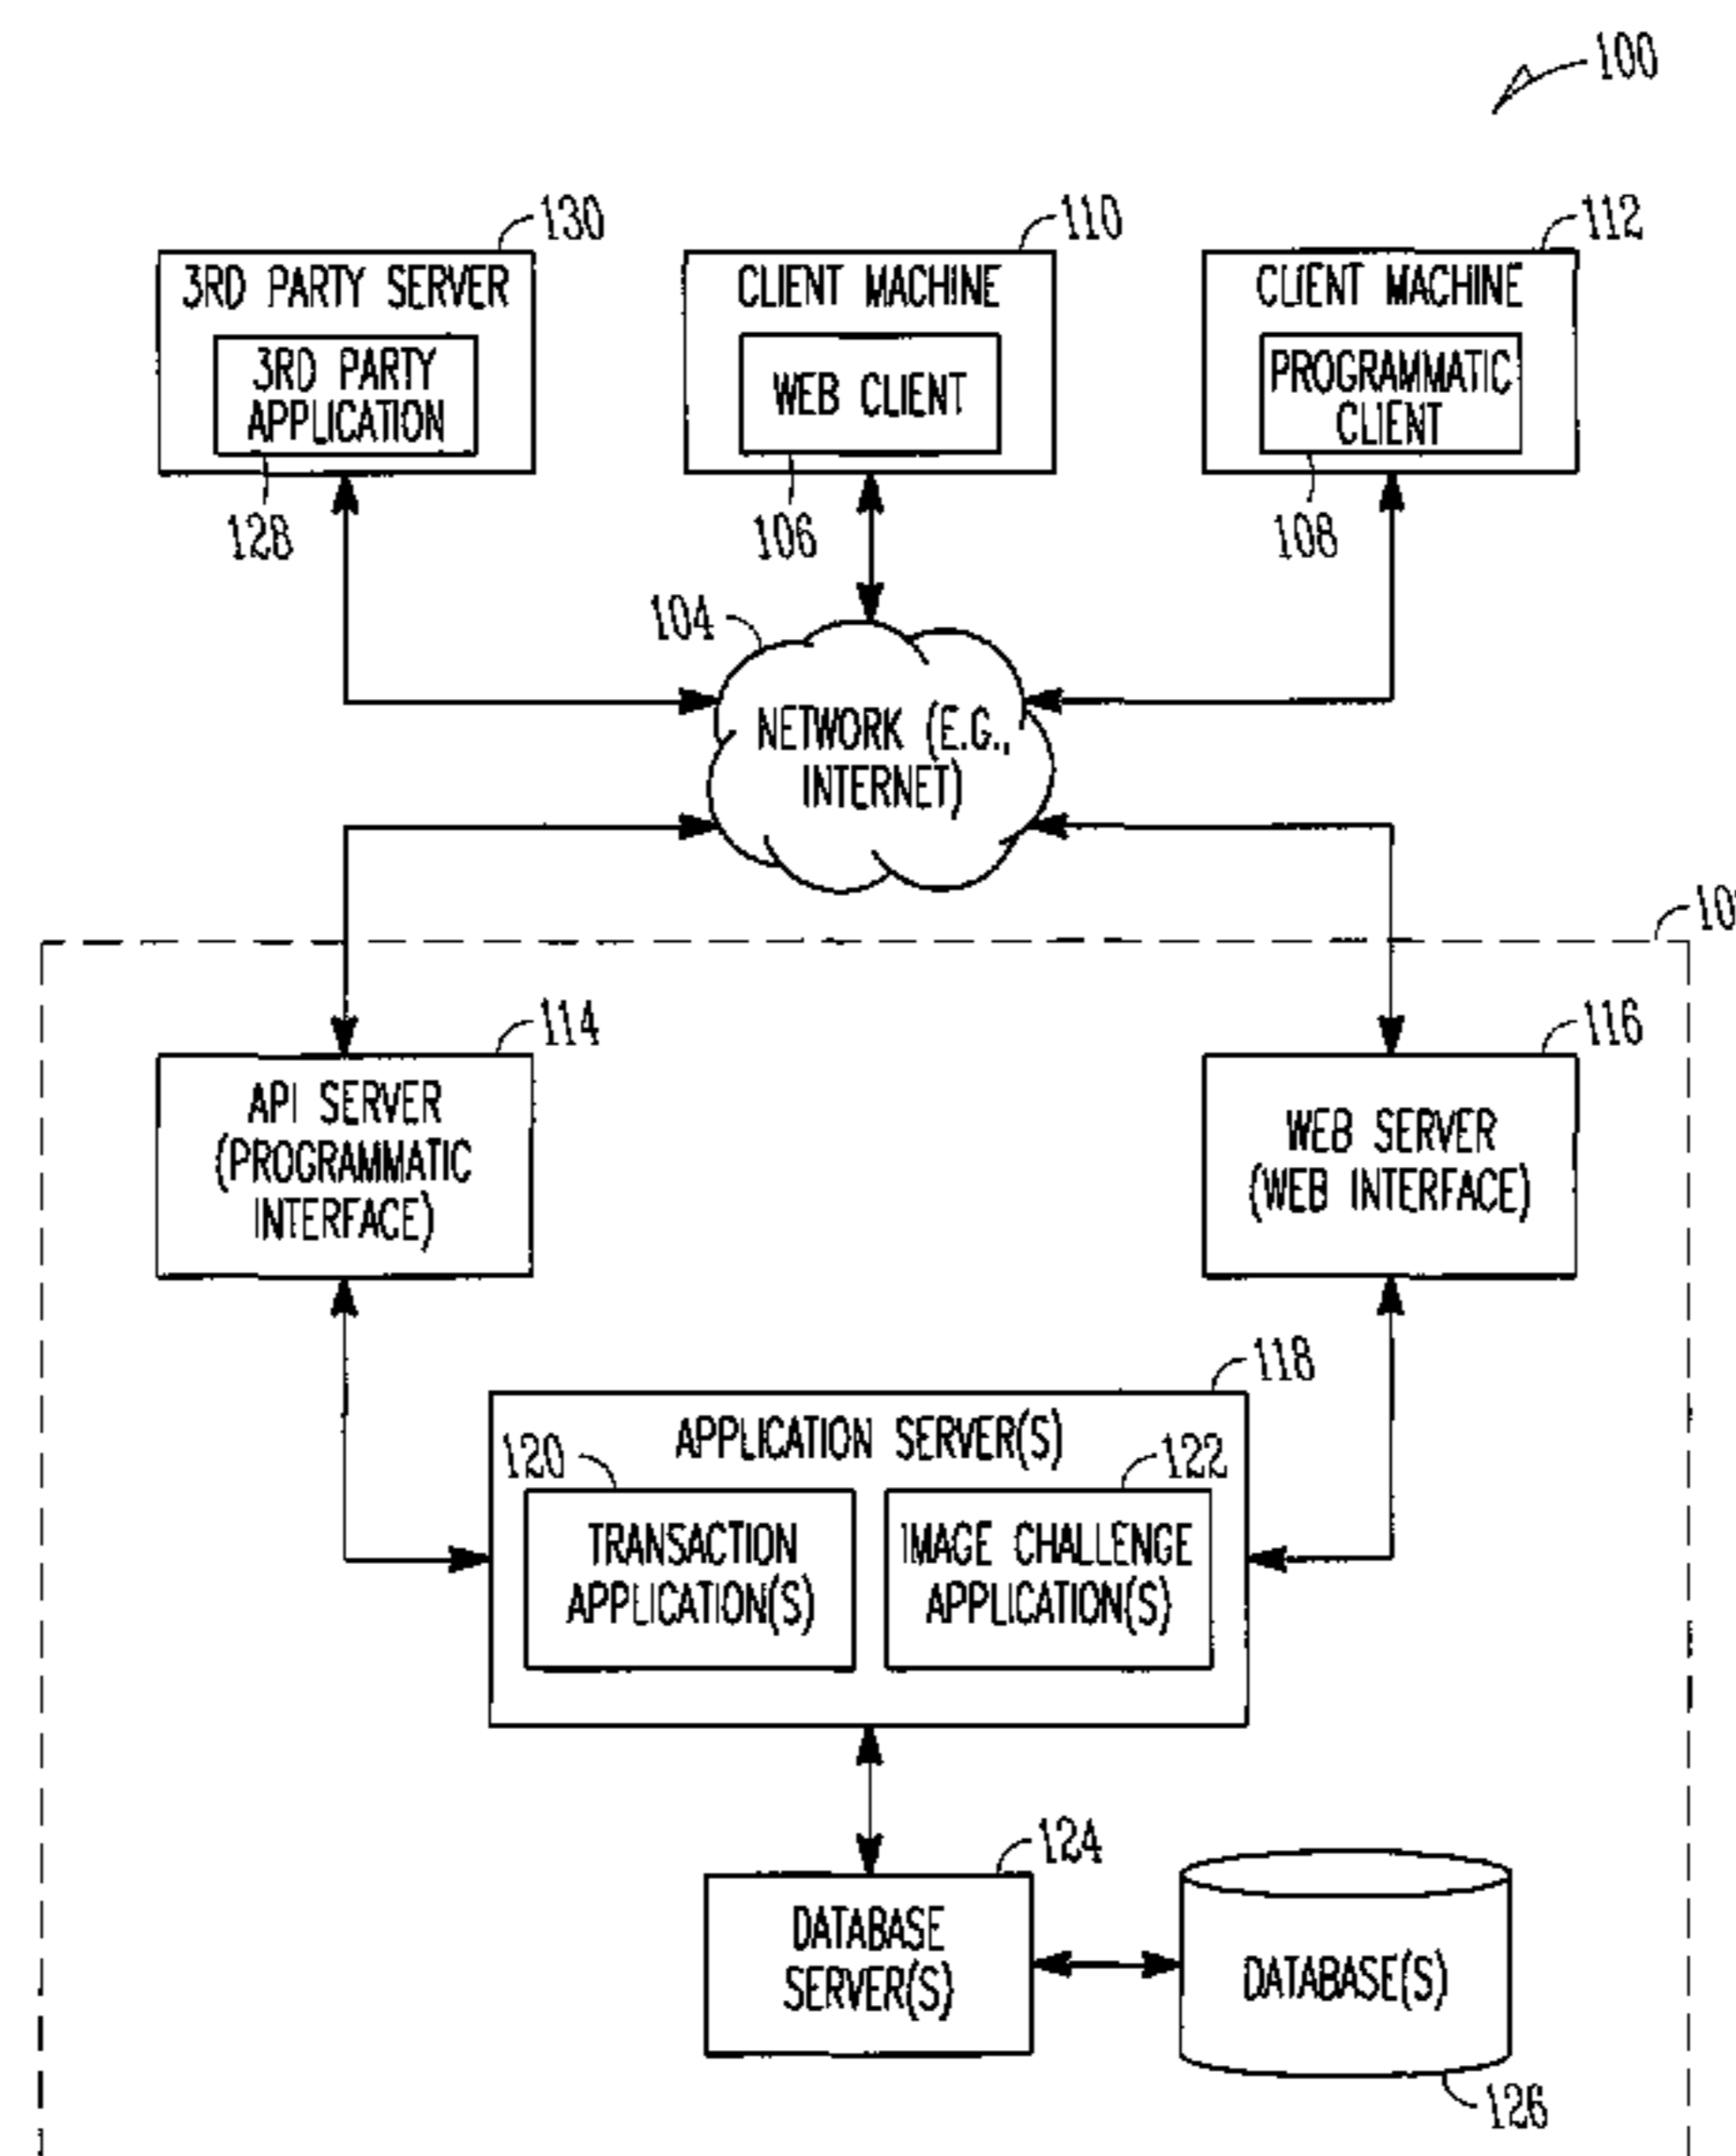 100
130
110
112
3RD PARTY SERVER
CLIENT MACHINE
CLIENT MACHINE
3RD PARTY
APPLICATION
WEB CLIENT
PROGRAMMATIC
CLIENT
128
106
108
104
NETWORK (E.G.,
INTERNET)
114
116
API SERVER
(PROGRAMMATIC
INTERFACE)
WEB SERVER
(WEB INTERFACE)
118
APPLICATION SERVER(S)
120
122
TRANSACTION
APPLICATION(S)
IMAGE CHALLENGE
APPLICATION(S)
124
DATABASE
SERVER(S)
DATABASE(S)
126